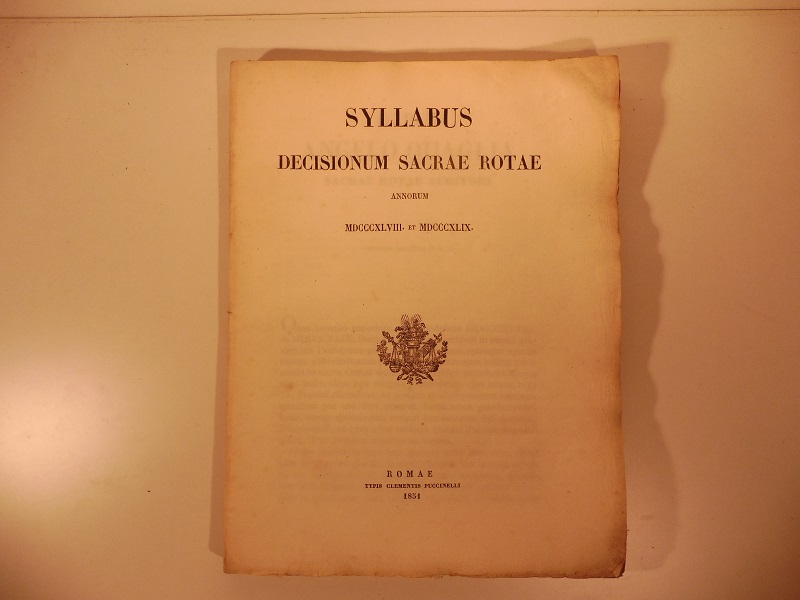 SYLLABUS
DECISIONUM SACRAE ROTAE
ANNORUM
MDCCCXLVIII. ET MDCCCXLIX.
ROMAE
TYPIS CLEMENTIS PUCCINELLI
1851